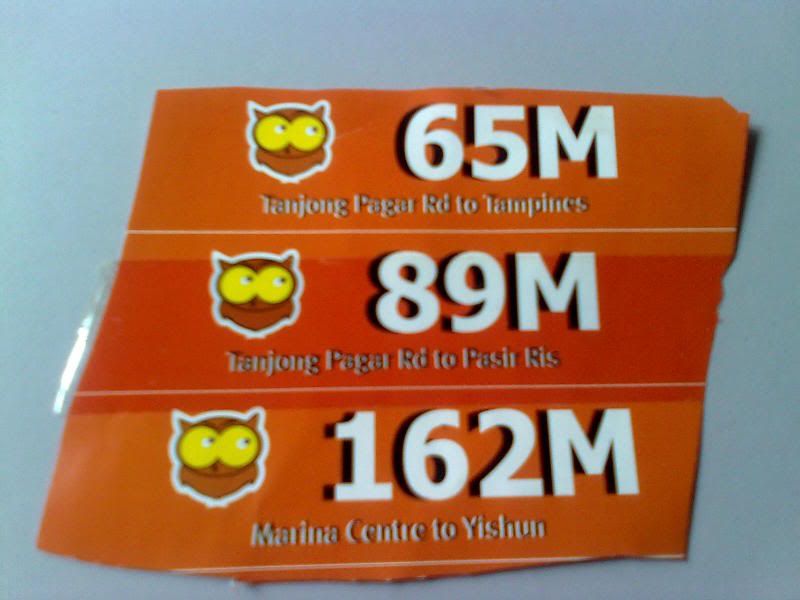 65M
Tanjong Pagar Rd to Tampines
89M
Tanjong Pagar Rd to Pasir Ris
162M
Marina Centre to Yishun